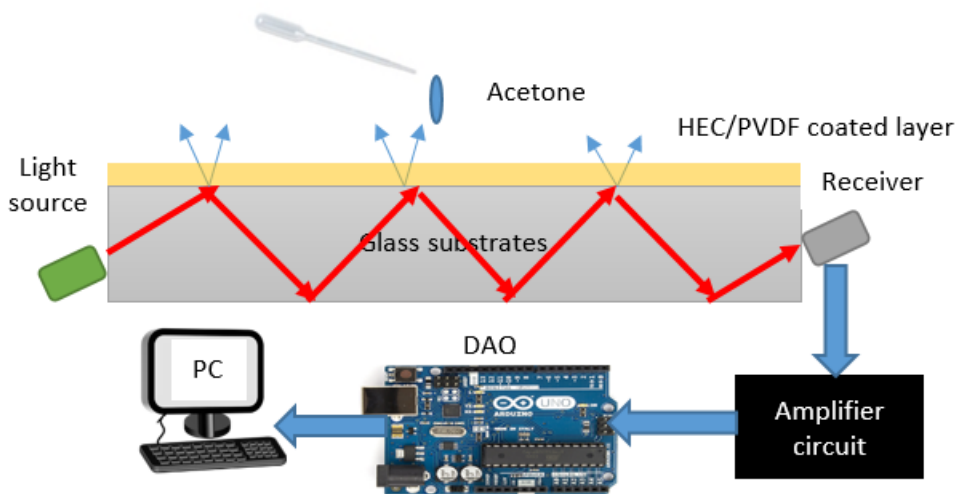 Acetone
HEC/PVDF coated layer
Light
source
Receiver
Glass substrates
DAQ
PC
UNO
ARDUINO
Amplifier
circuit